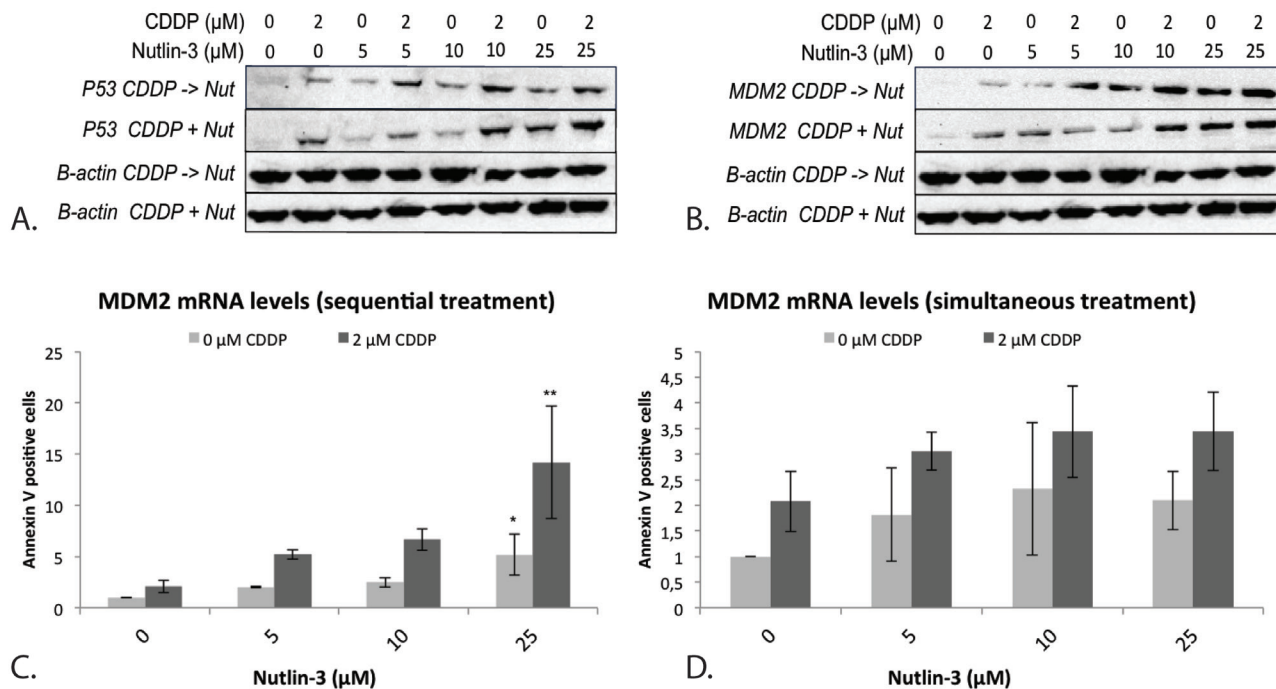 CDDP (µM) 0 2 0 2 0 2 0 2
Nutlin-3 (µM) 0 0 5 5 10 10 25 25
P53 CDDP -> Nut
P53 CDDP + Nut
B-actin CDDP -> Nut
B-actin CDDP + Nut
A.
CDDP (µM) 0 2 0 2 0 2 0 2
Nutlin-3 (µM) 0 0 5 5 10 10 25 25
MDM2 CDDP -> Nut
MDM2 CDDP + Nut
B-actin CDDP -> Nut
B-actin CDDP + Nut
B.
MDM2 mRNA levels (sequential treatment)
0 µM CDDP 2 µM CDDP
Annexin V positive cells
25
20
15
10
5
0
* **
0 5 10 25
Nutlin-3 (µM)
C.
MDM2 mRNA levels (simultaneous treatment)
0 µM CDDP 2 µM CDDP
Annexin V positive cells
5
4,5
4
3,5
3
2,5
2
1,5
1
0,5
0
0 5 10 25
Nutlin-3 (µM)
D.